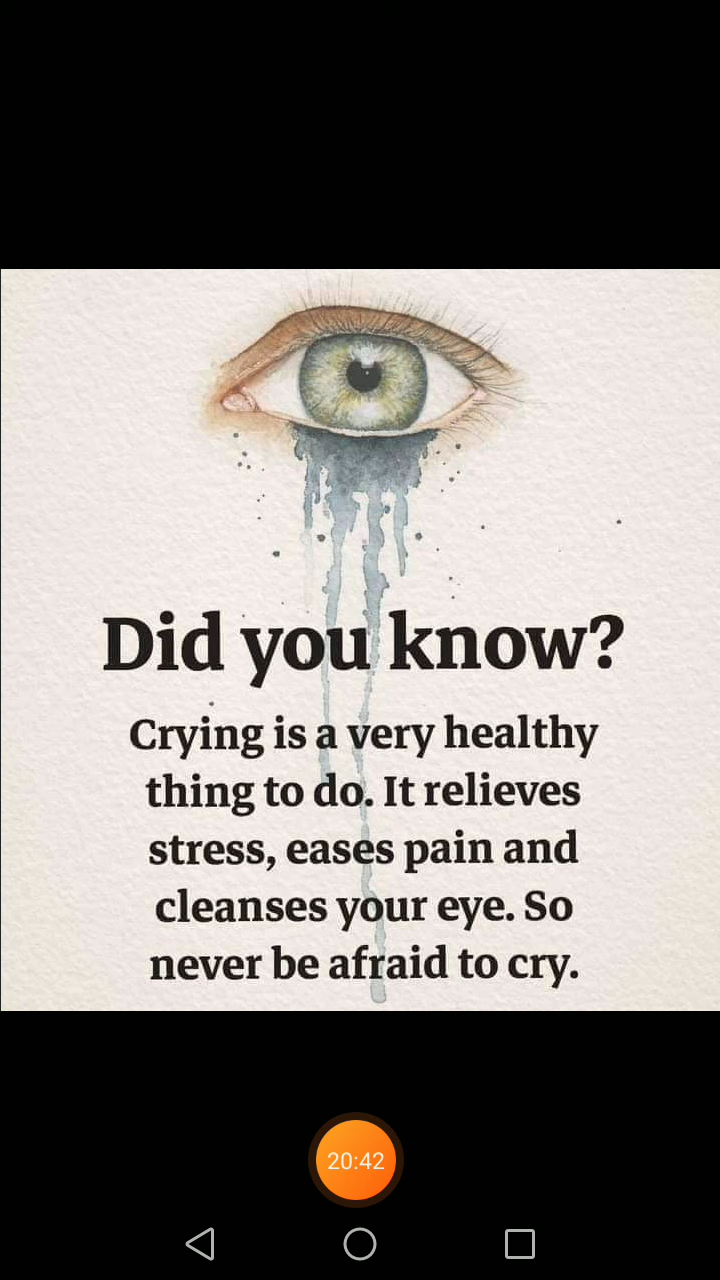 Did you know?
Crying is a very healthy
thing to do. It relieves
stress, eases pain and
cleanses your eye. So
never be afraid to cry.
20:42